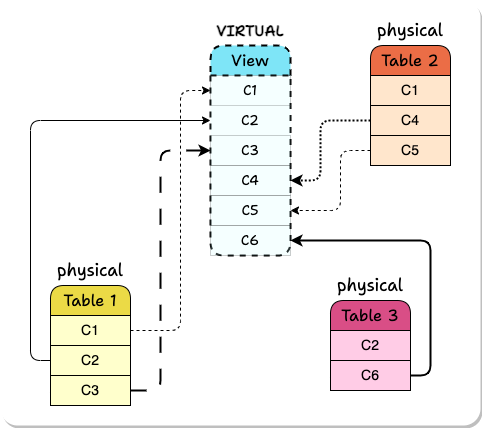 VIRTUAL
View
C1
C2
C3
C4
C5
C6
physical
Table 2
C1
C4
C5
physical
Table 1
C1
C2
C3
physical
Table 3
C2
C6